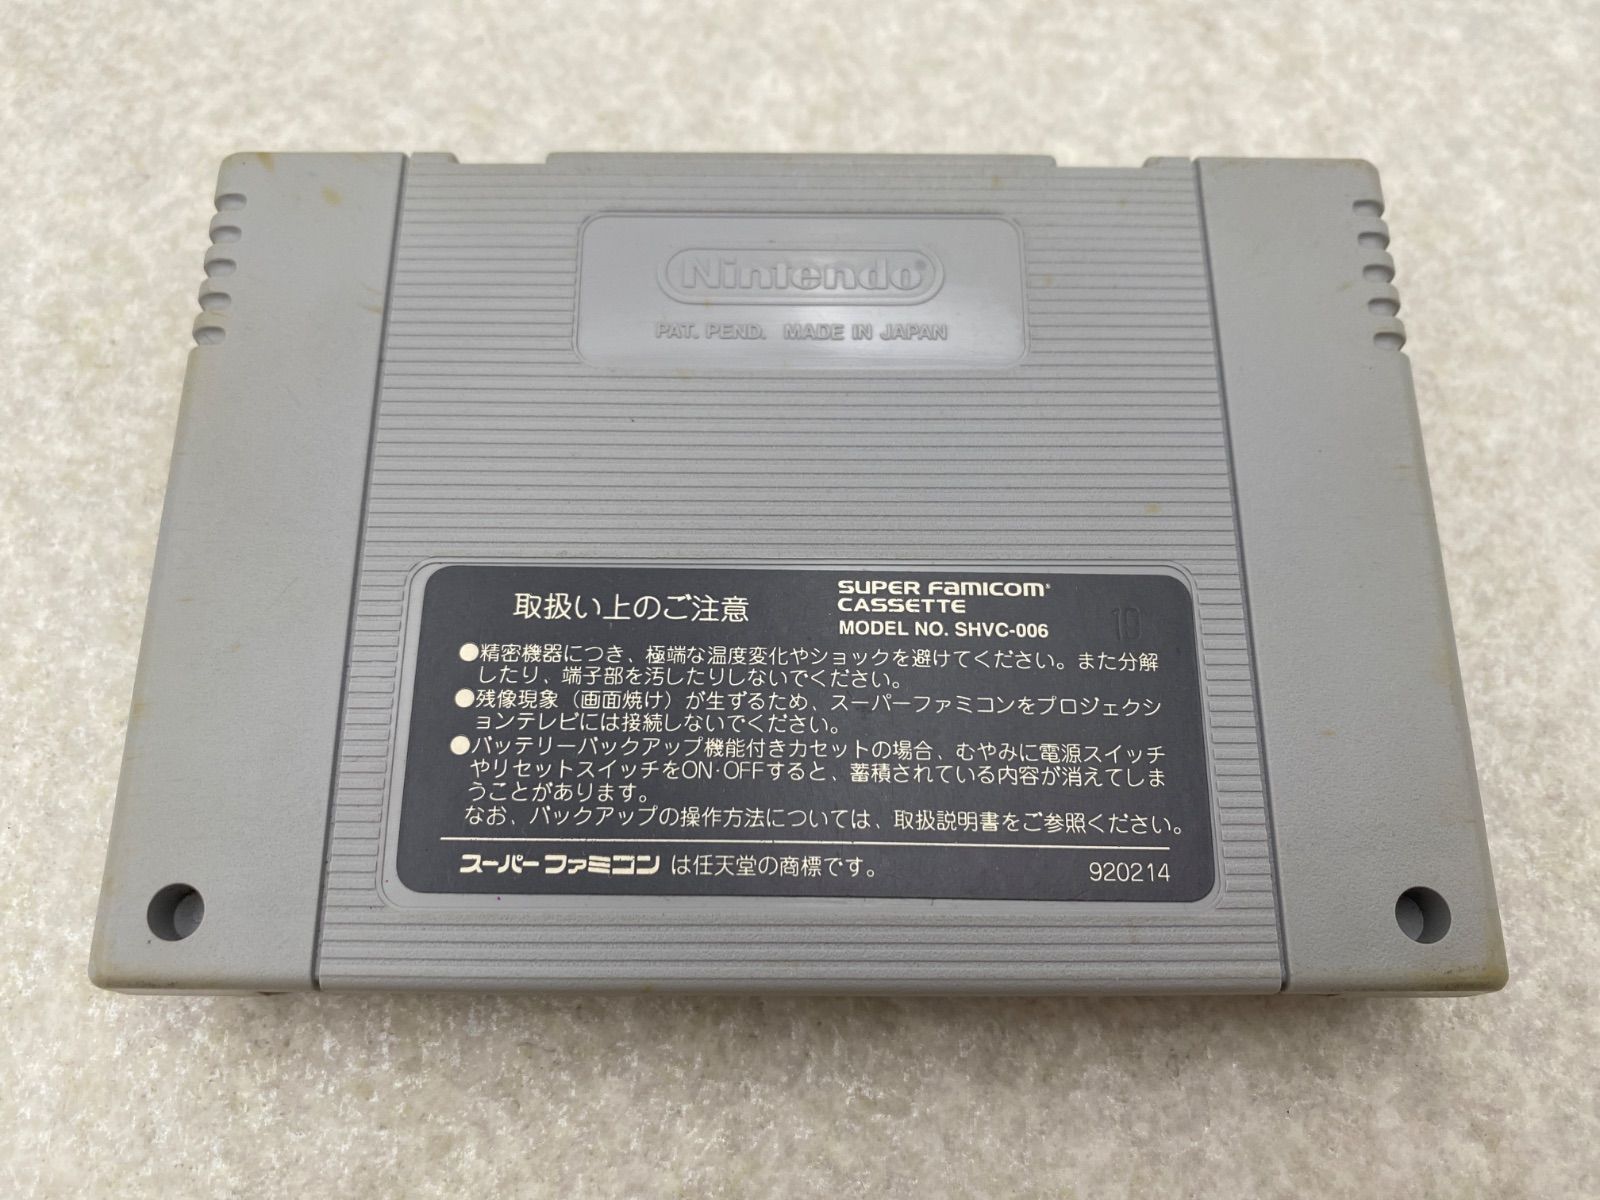 Nintendo®
PAT. PEND. MADE IN JAPAN
取扱い上のご注意
SUPER FAMICOM®
CASSETTE
MODEL NO. SHVC-006
10
●精密機器につき、極端な温度変化やショックを避けてください。また分解
したり、端子部を汚したりしないでください。
●残像現象（画面焼け）が生ずるため、スーパーファミコンをプロジェクシ
ョンテレビには接続しないでください。
●バッテリーバックアップ機能付きカセットの場合、むやみに電源スイッチ
やリセットスイッチをON·OFFすると、蓄積されている内容が消えてしま
うことがあります。
なお、バックアップの操作方法については、取扱説明書をご参照ください。
スーパーファミコン は任天堂の商標です。
920214